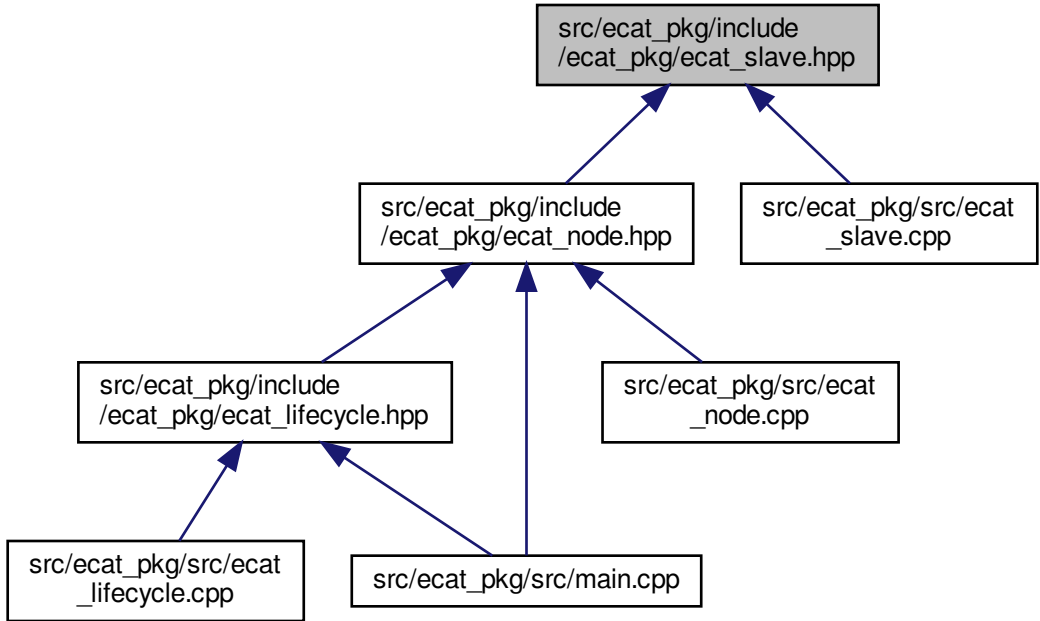 src/ecat_pkg/include
/ecat_pkg/ecat_slave.hpp
src/ecat_pkg/include
/ecat_pkg/ecat_node.hpp
src/ecat_pkg/src/ecat
_slave.cpp
src/ecat_pkg/include
/ecat_pkg/ecat_lifecycle.hpp
src/ecat_pkg/src/ecat
_node.cpp
src/ecat_pkg/src/ecat
_lifecycle.cpp
src/ecat_pkg/src/main.cpp